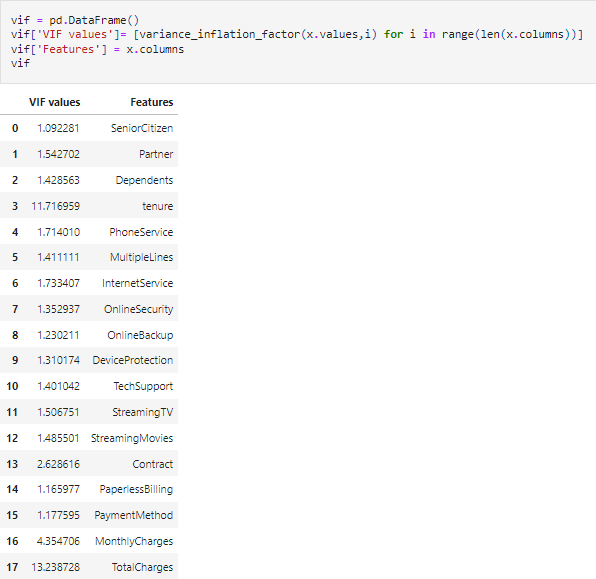 vif = pd.DataFrame()
vif['VIF values']= [variance_inflation_factor(x.values,i) for i in range(len(x.columns))]
vif['Features'] = x.columns
vif
VIF values Features
0 1.092281 SeniorCitizen
1 1.542702 Partner
2 1.428563 Dependents
3 11.716959 tenure
4 1.714010 PhoneService
5 1.411111 MultipleLines
6 1.733407 InternetService
7 1.352937 OnlineSecurity
8 1.230211 OnlineBackup
9 1.310174 DeviceProtection
10 1.401042 TechSupport
11 1.506751 StreamingTV
12 1.485501 StreamingMovies
13 2.628616 Contract
14 1.165977 PaperlessBilling
15 1.177595 PaymentMethod
16 4.354706 MonthlyCharges
17 13.238728 TotalCharges